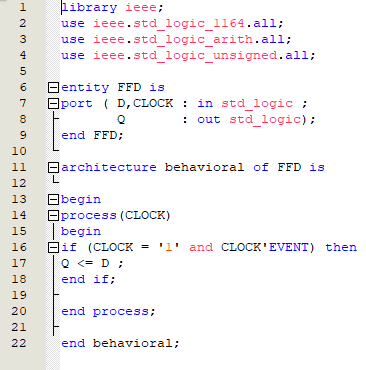 1 library ieee;
2 use ieee.std_logic_1164.all;
3 use ieee.std_logic_arith.all;
4 use ieee.std_logic_unsigned.all;
5
6 entity FFD is
7 port ( D,CLOCK : in std_logic ;
8 Q : out std_logic);
9 end FFD;
10
11 architecture behavioral of FFD is
12
13 begin
14 process(CLOCK)
15 begin
16 if (CLOCK = '1' and CLOCK'EVENT) then
17 Q <= D ;
18 end if;
19
20 end process;
21
22 end behavioral;